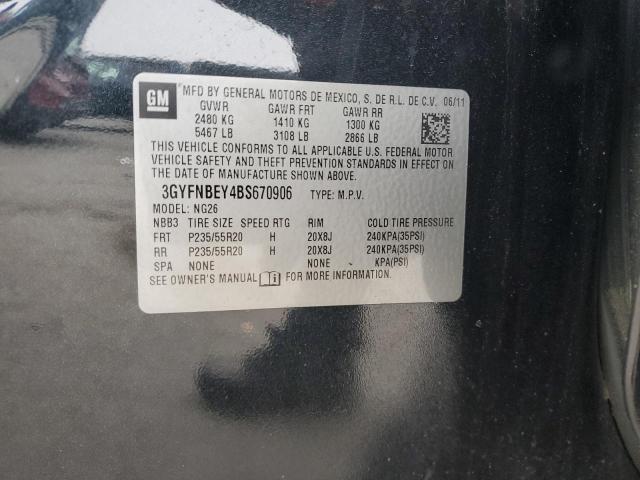 GM
MFD BY GENERAL MOTORS DE MEXICO, S. DE R.L. DE C.V. 06/11
GVWR GAWR FRT GAWR RR
2480 KG 1410 KG 1300 KG
5467 LB 3108 LB 2866 LB
THIS VEHICLE CONFORMS TO ALL APPLICABLE U.S. FEDERAL MOTOR
VEHICLE SAFETY AND THEFT PREVENTION STANDARDS IN EFFECT ON
THE DATE OF MANUFACTURE SHOWN ABOVE.
3GYFNBEY4BS670906 TYPE: M.P.V.
MODEL: NG26
NBB3 TIRE SIZE SPEED RTG RIM COLD TIRE PRESSURE
FRT P235/55R20 H 20X8J 240KPA(35PSI)
RR P235/55R20 H 20X8J 240KPA(35PSI)
SPA NONE NONE KPA(PSI)
SEE OWNER'S MANUAL FOR MORE INFORMATION.